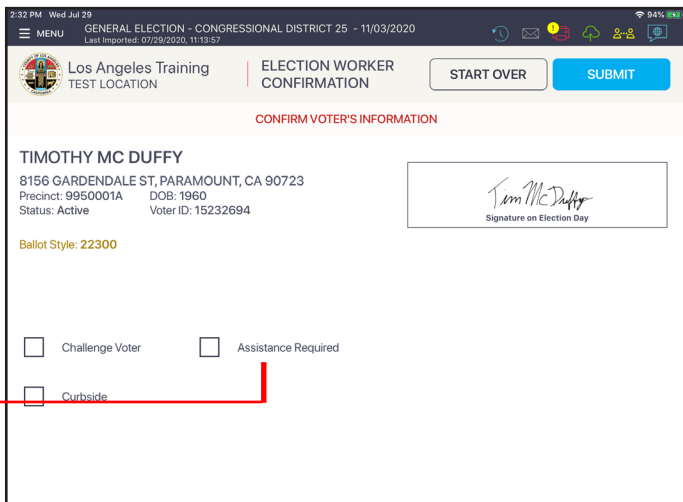 2:32 PM Wed Jul 29
94%
MENU
GENERAL ELECTION - CONGRESSIONAL DISTRICT 25 - 11/03/2020
Last Imported: 07/29/2020, 11:13:57
Los Angeles Training
TEST LOCATION
ELECTION WORKER
CONFIRMATION
START OVER
SUBMIT
CONFIRM VOTER'S INFORMATION
TIMOTHY MC DUFFY
8156 GARDENDALE ST, PARAMOUNT, CA 90723
Precinct: 9950001A DOB: 1960
Status: Active Voter ID: 15232694
Tim McDuffy
Signature on Election Day
Ballot Style: 22300
Challenge Voter
Assistance Required
Curbside